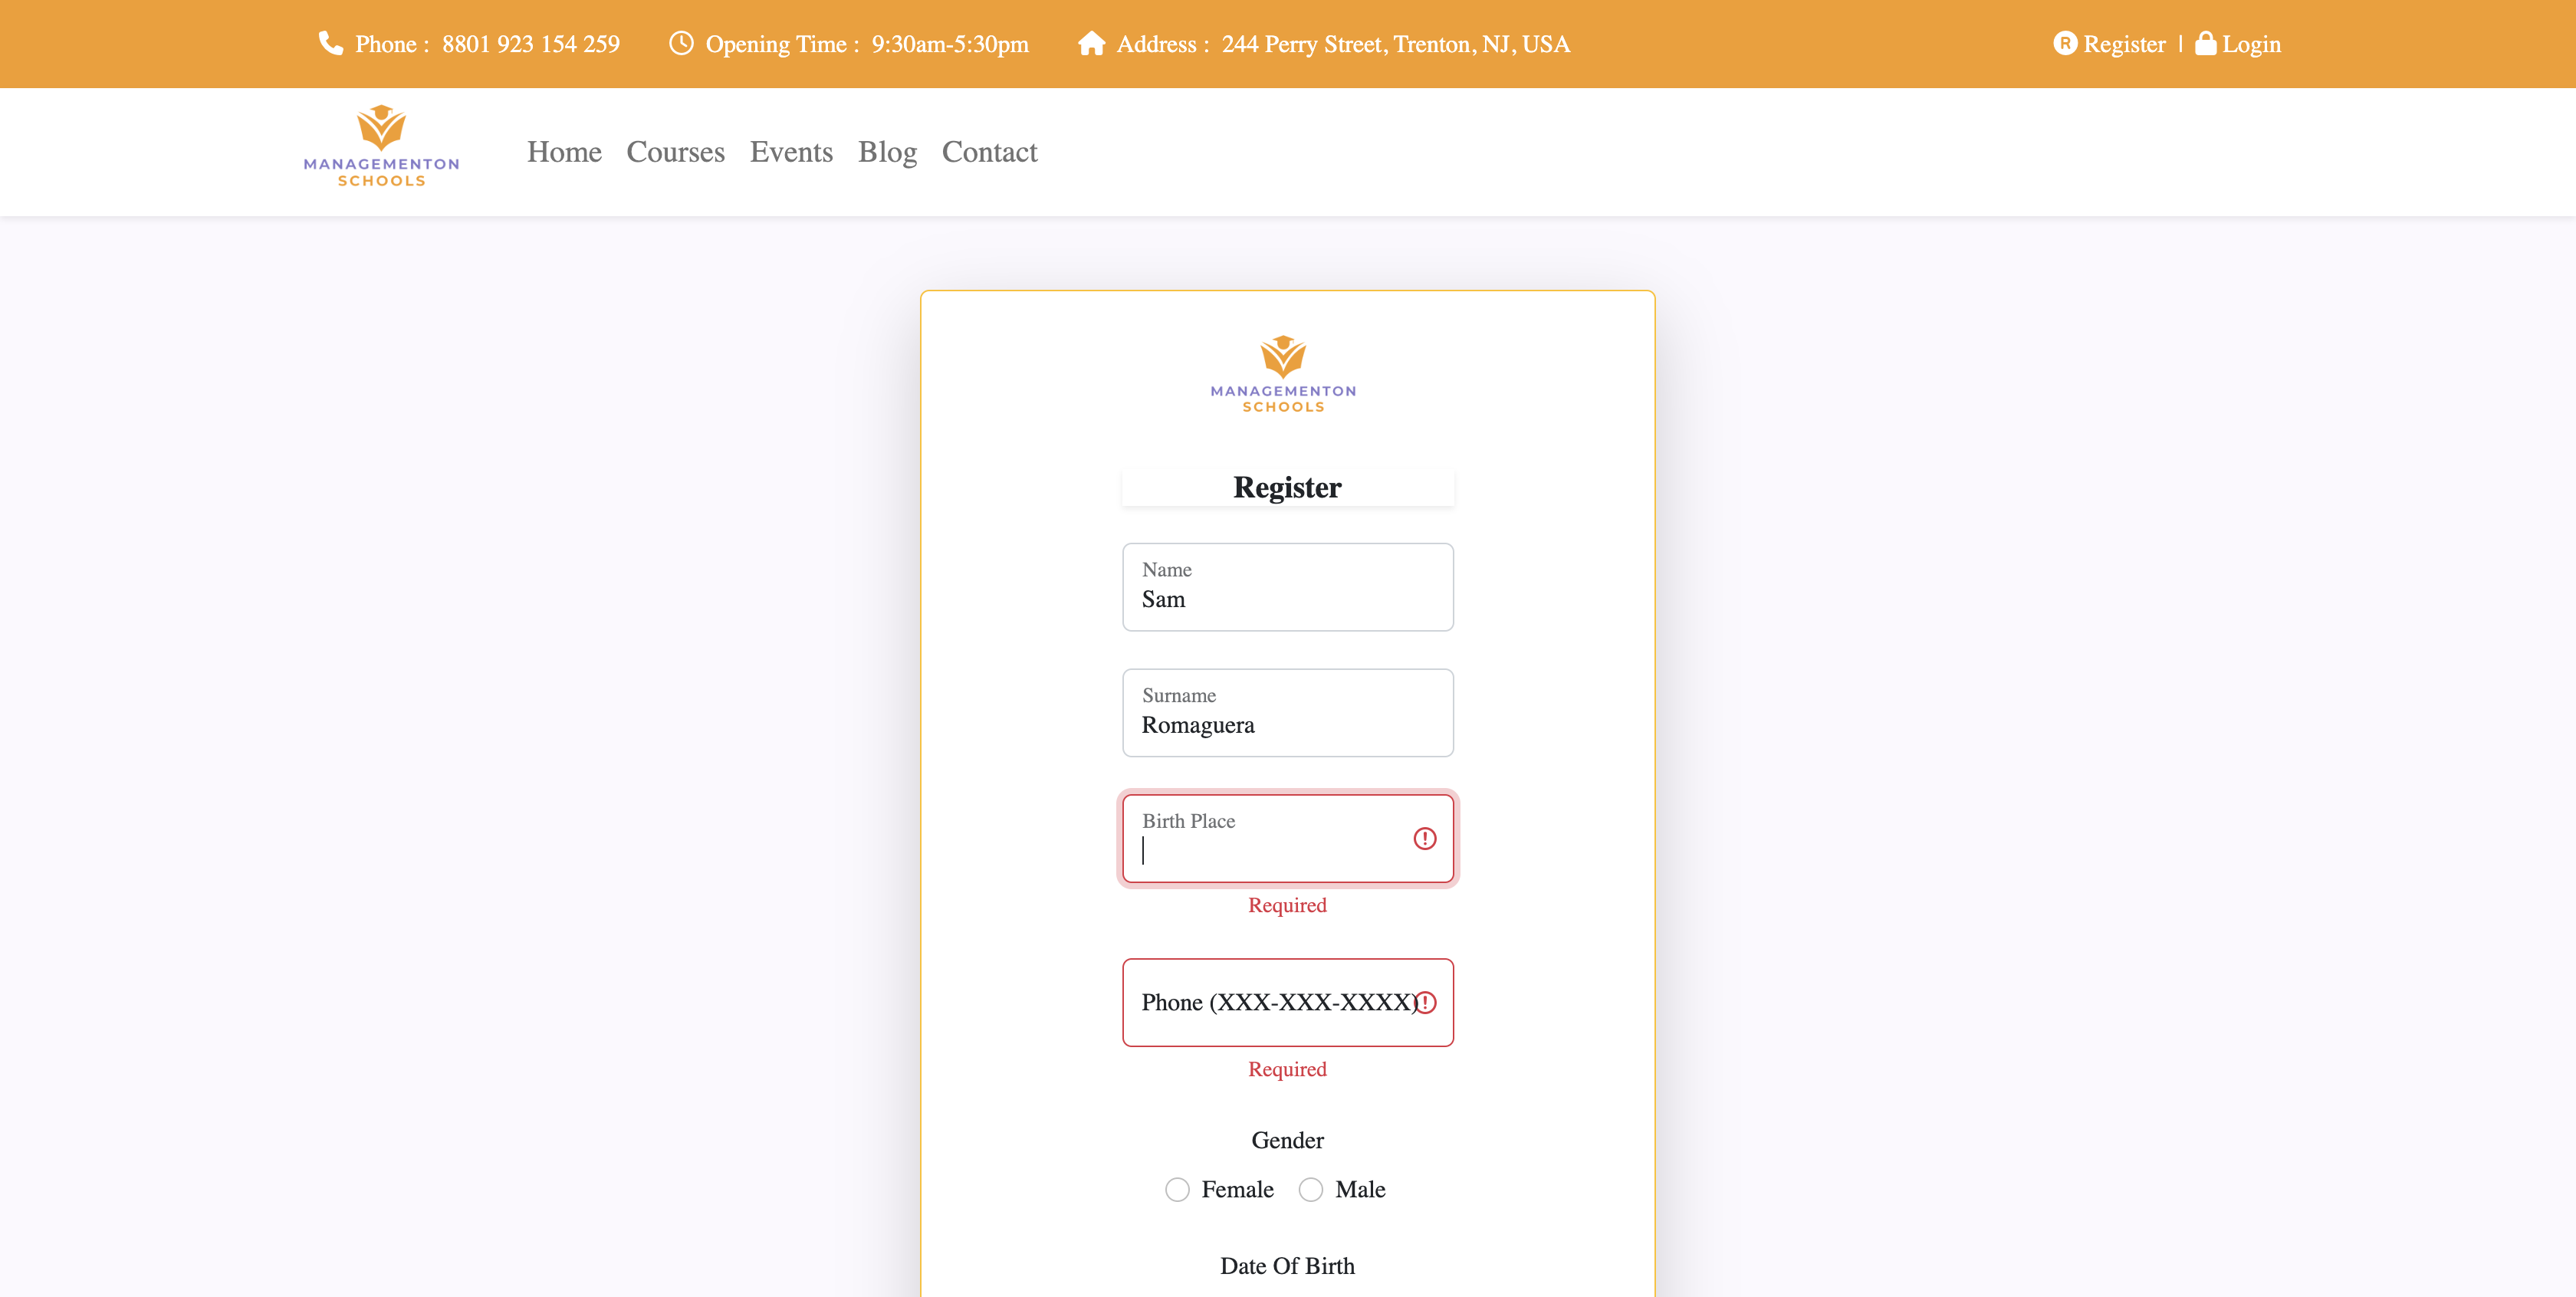 Phone : 8801 923 154 259 Opening Time : 9:30am-5:30pm Address : 244 Perry Street, Trenton, NJ, USA Register | Login
MANAGEMENTON
SCHOOLS
Home Courses Events Blog Contact
MANAGEMENTON
SCHOOLS
Register
Name
Sam
Surname
Romaguera
Birth Place
Required
Phone (XXX-XXX-XXXX)
Required
Gender
Female Male
Date Of Birth